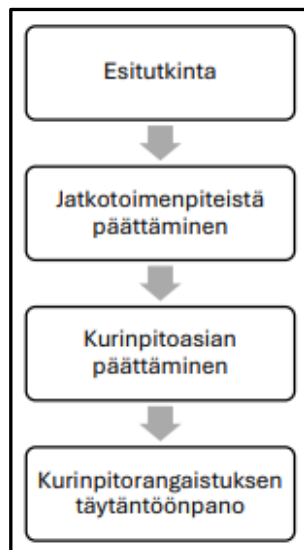 Esitutkinta
Jatkotoimenpiteistä
päättäminen
Kurinpitoasian
päättäminen
Kurinpitorangaistuksen
täytäntöönpano